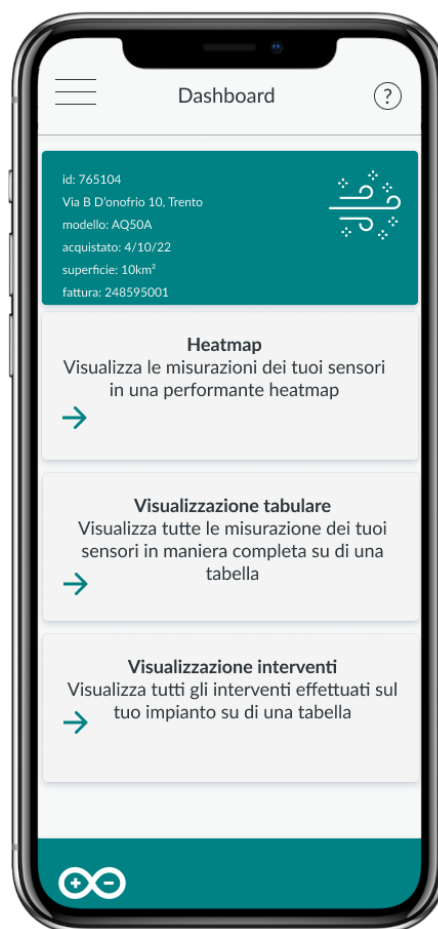 Dashboard
?
id: 765104
Via B D'onofrio 10, Trento
modello: AQ50A
acquistato: 4/10/22
superficie: 10km²
fattura: 248595001
Heatmap
Visualizza le misurazioni dei tuoi sensori
in una performante heatmap
Visualizzazione tabulare
Visualizza tutte le misurazione dei tuoi
sensori in maniera completa su di una
tabella
Visualizzazione interventi
Visualizza tutti gli interventi effettuati sul
tuo impianto su di una tabella